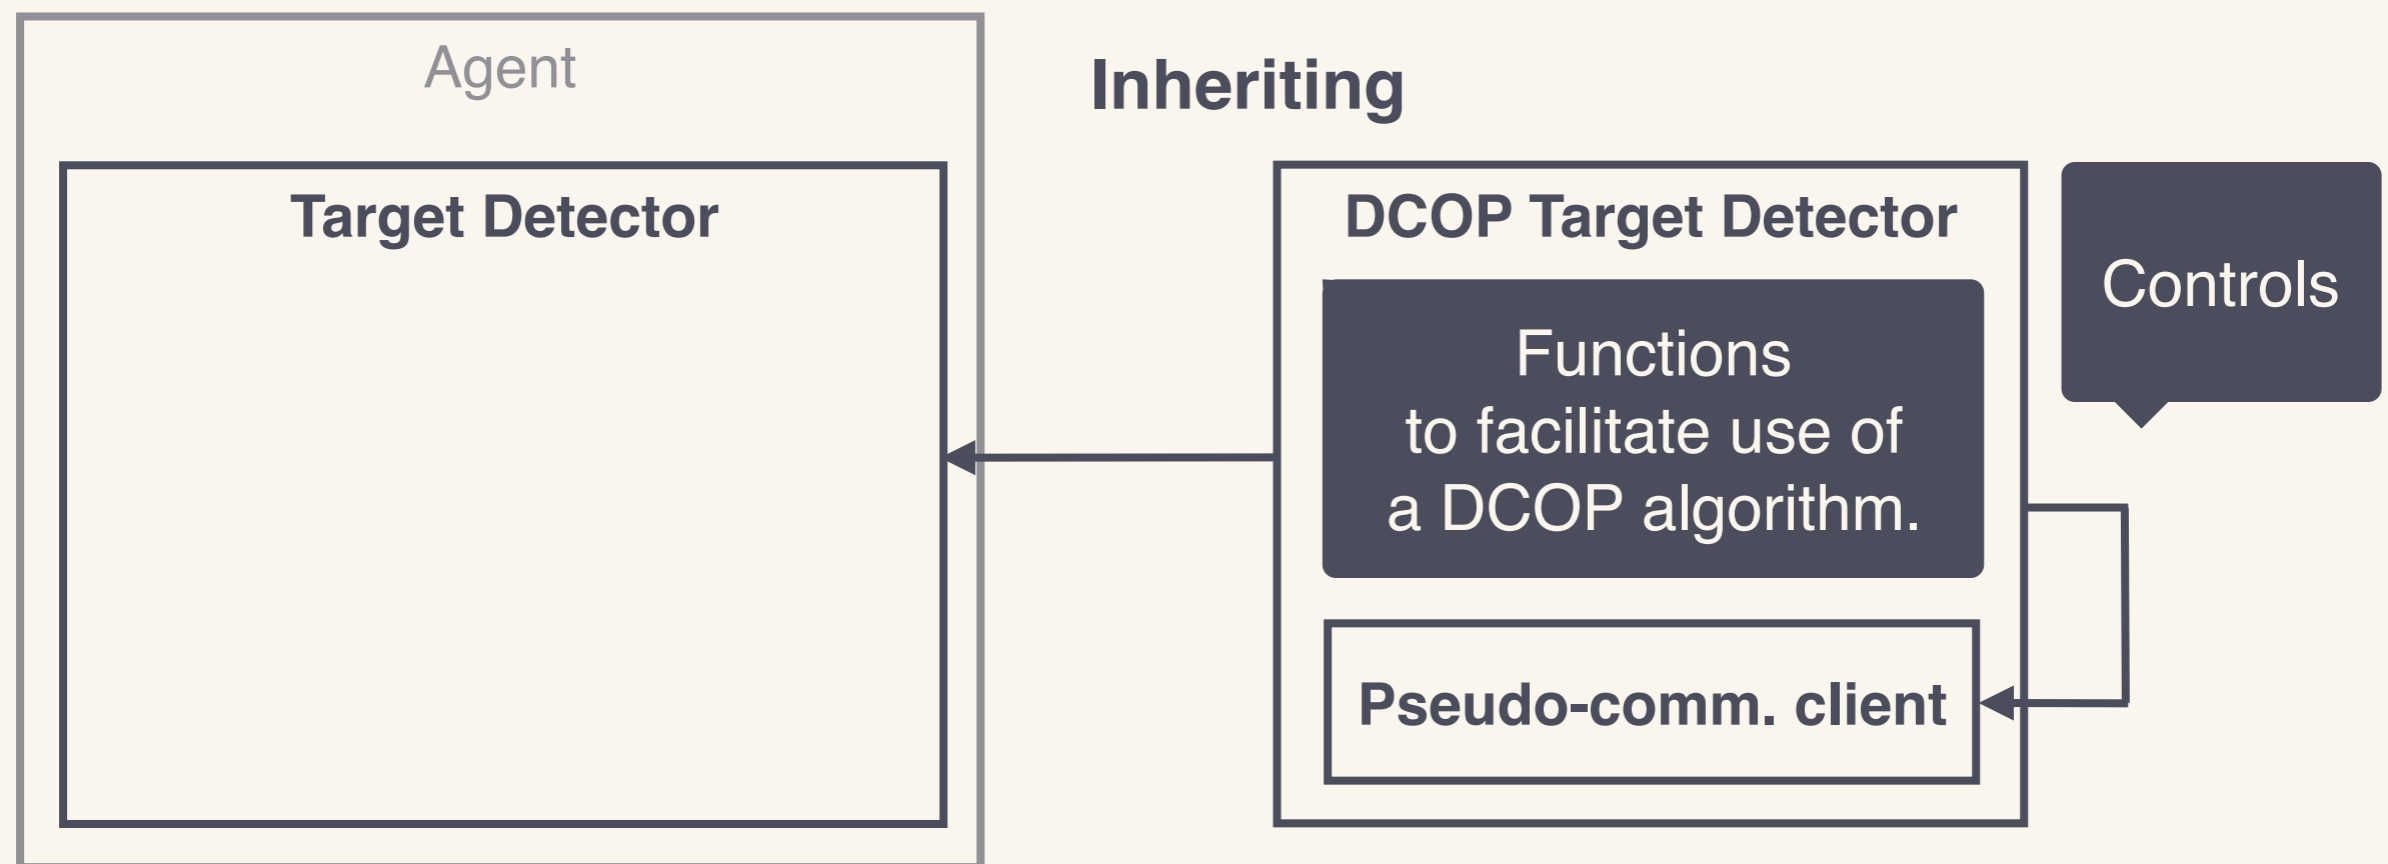 Agent
Inheriting
Target Detector
DCOP Target Detector
Controls
Functions
to facilitate use of
a DCOP algorithm.
Pseudo-comm. client